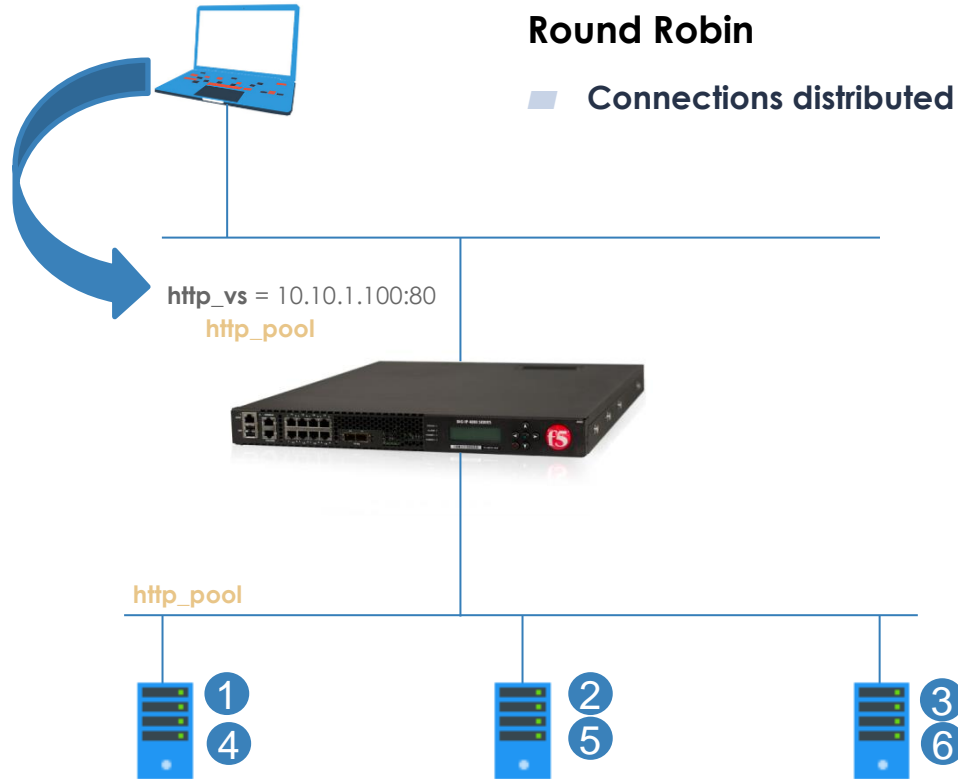 Round Robin
Connections distributed
http_vs = 10.10.1.100:80
http_pool
f5
http_pool
1
2
3
4
5
6